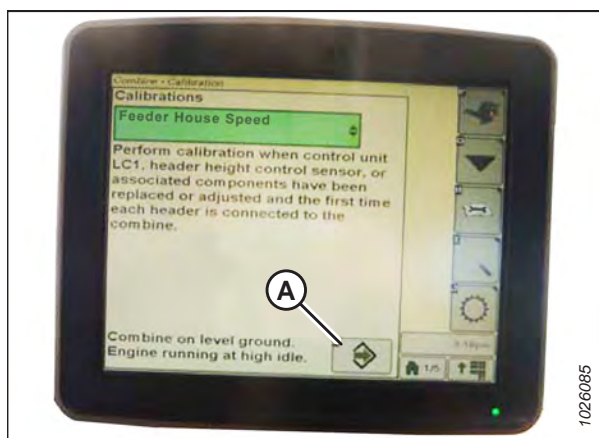 Combine - Calibration
Calibrations
Feeder House Speed
Perform calibration when control unit
LC1, header height control sensor, or
associated components have been
replaced or adjusted and the first time
each header is connected to the
combine.
A
Combine on level ground.
Engine running at high idle.
1/5
1026085